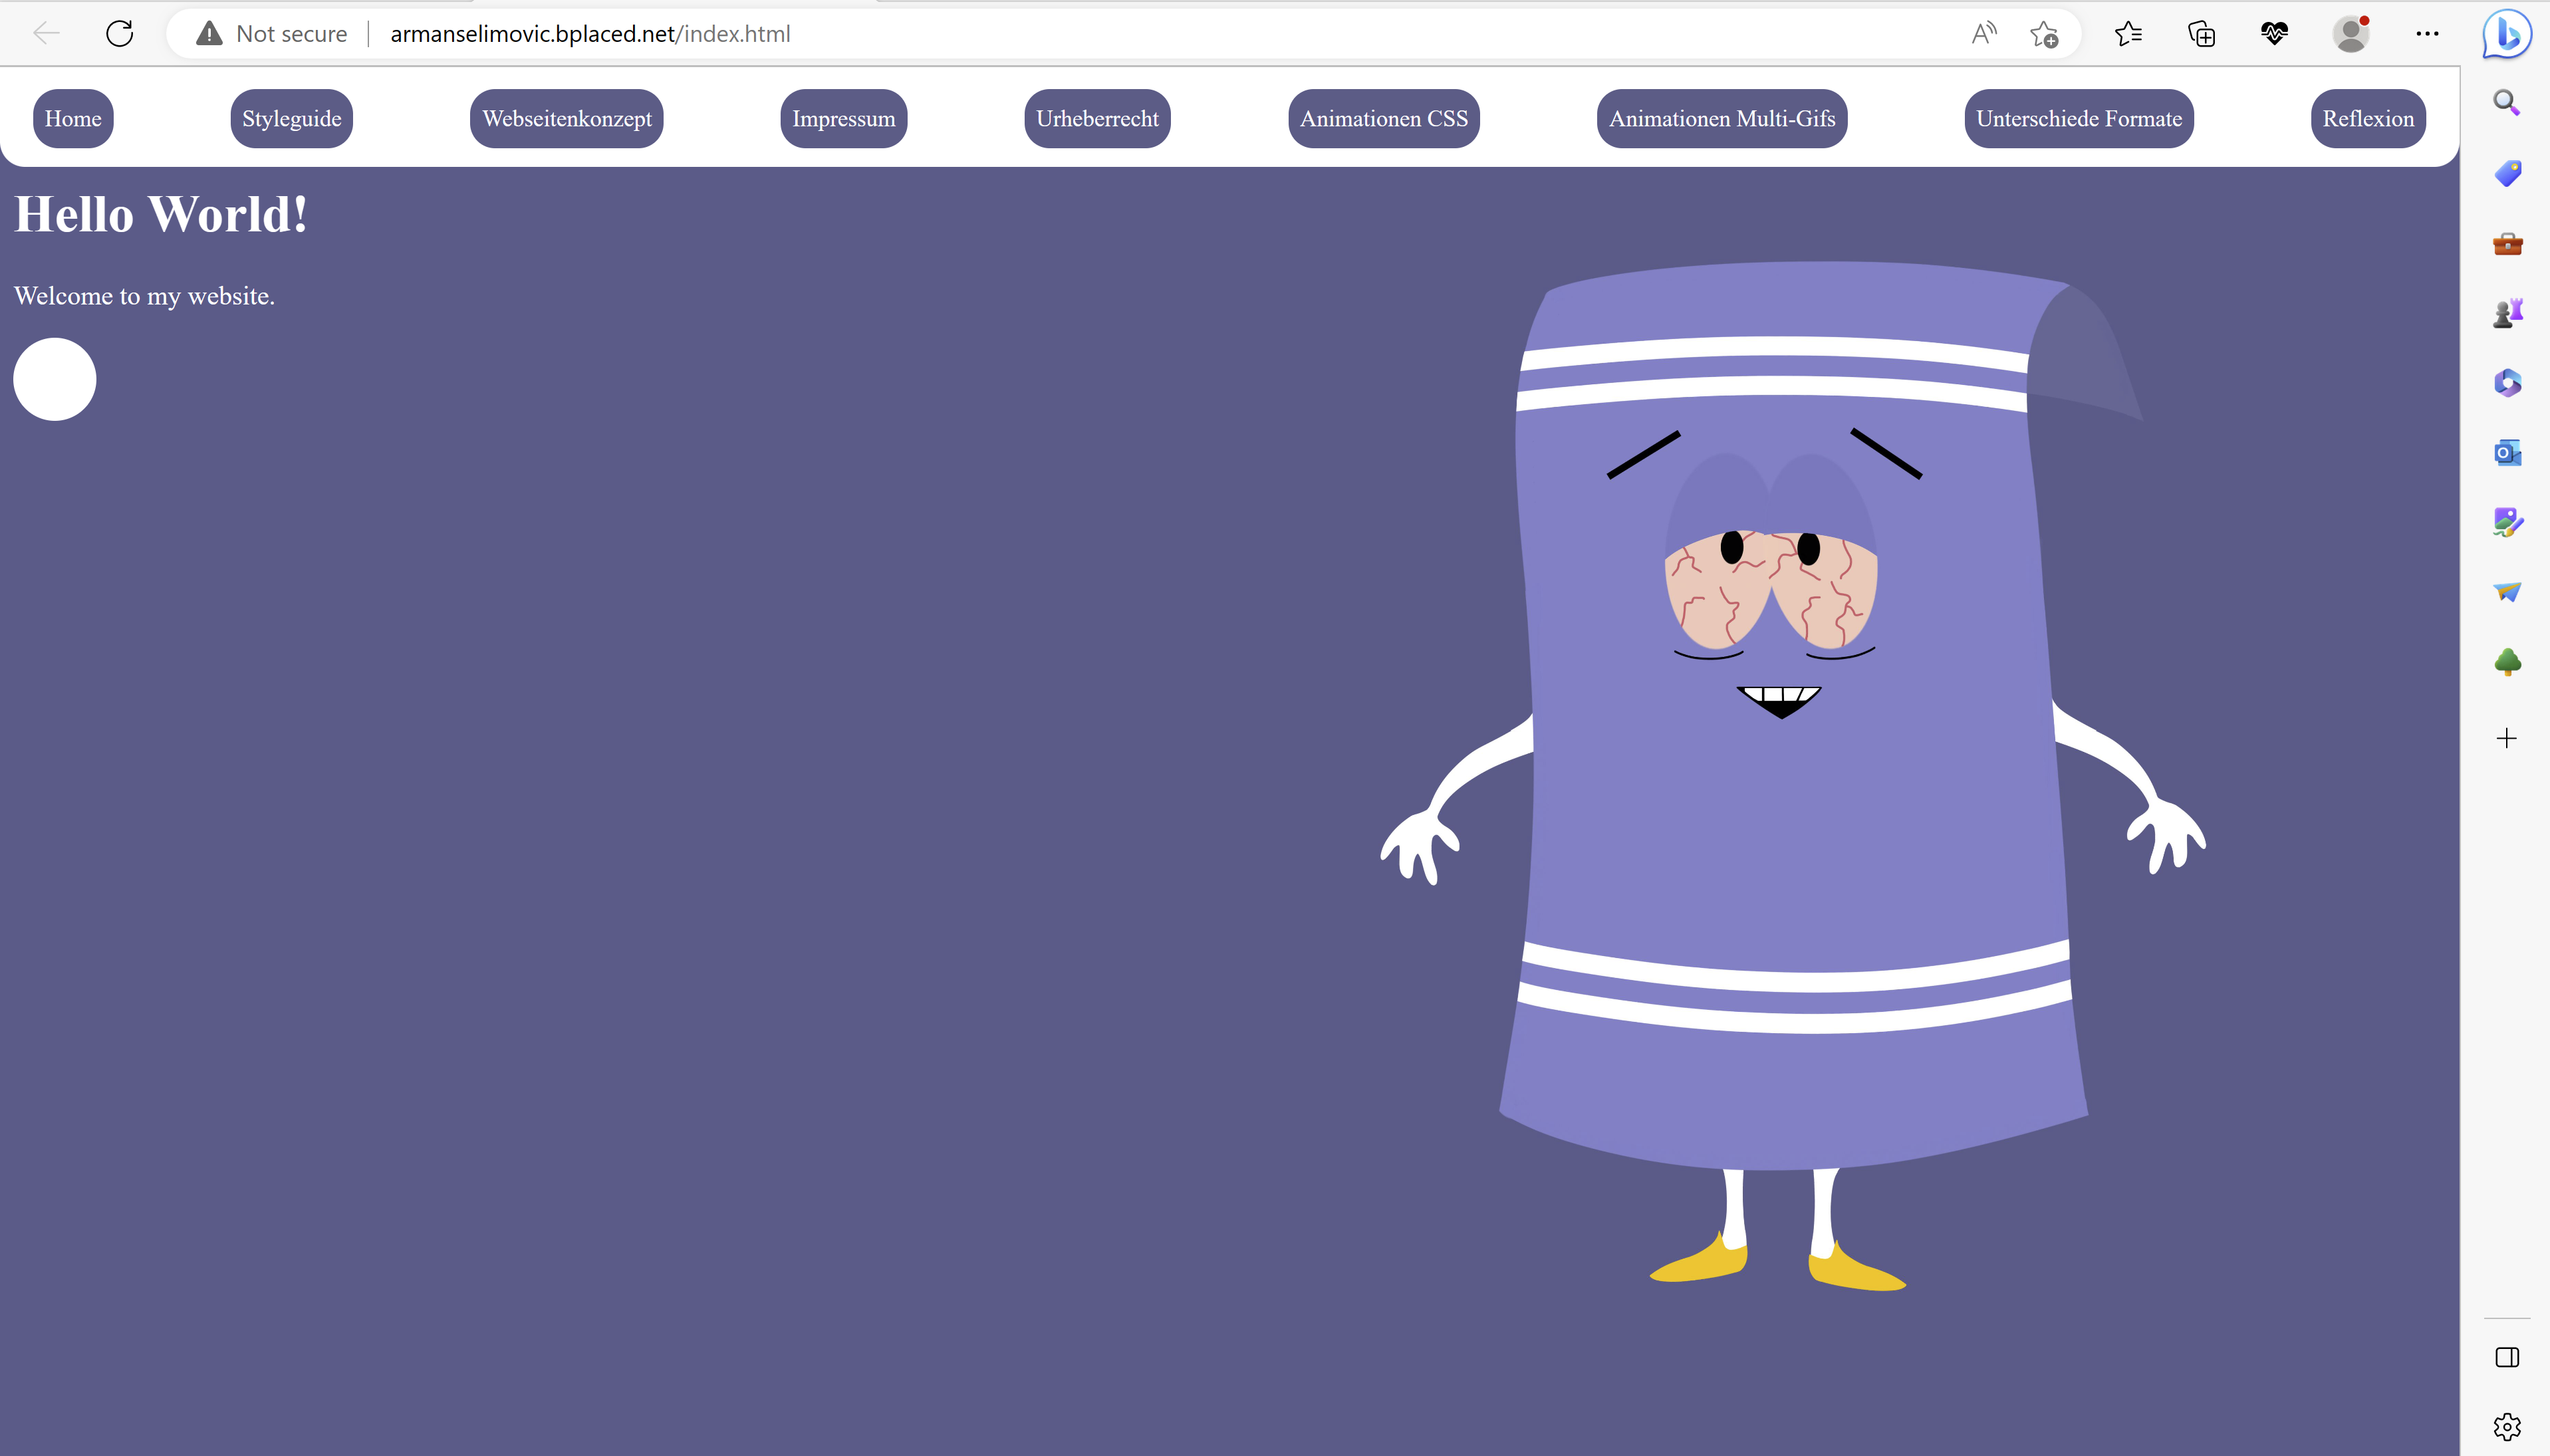 Not secure armanselimovic.bplaced.net/index.html
Home Styleguide Webseitenkonzept Impressum Urheberrecht Animationen CSS Animationen Multi-Gifs Unterschiede Formate Reflexion
Hello World!
Welcome to my website.